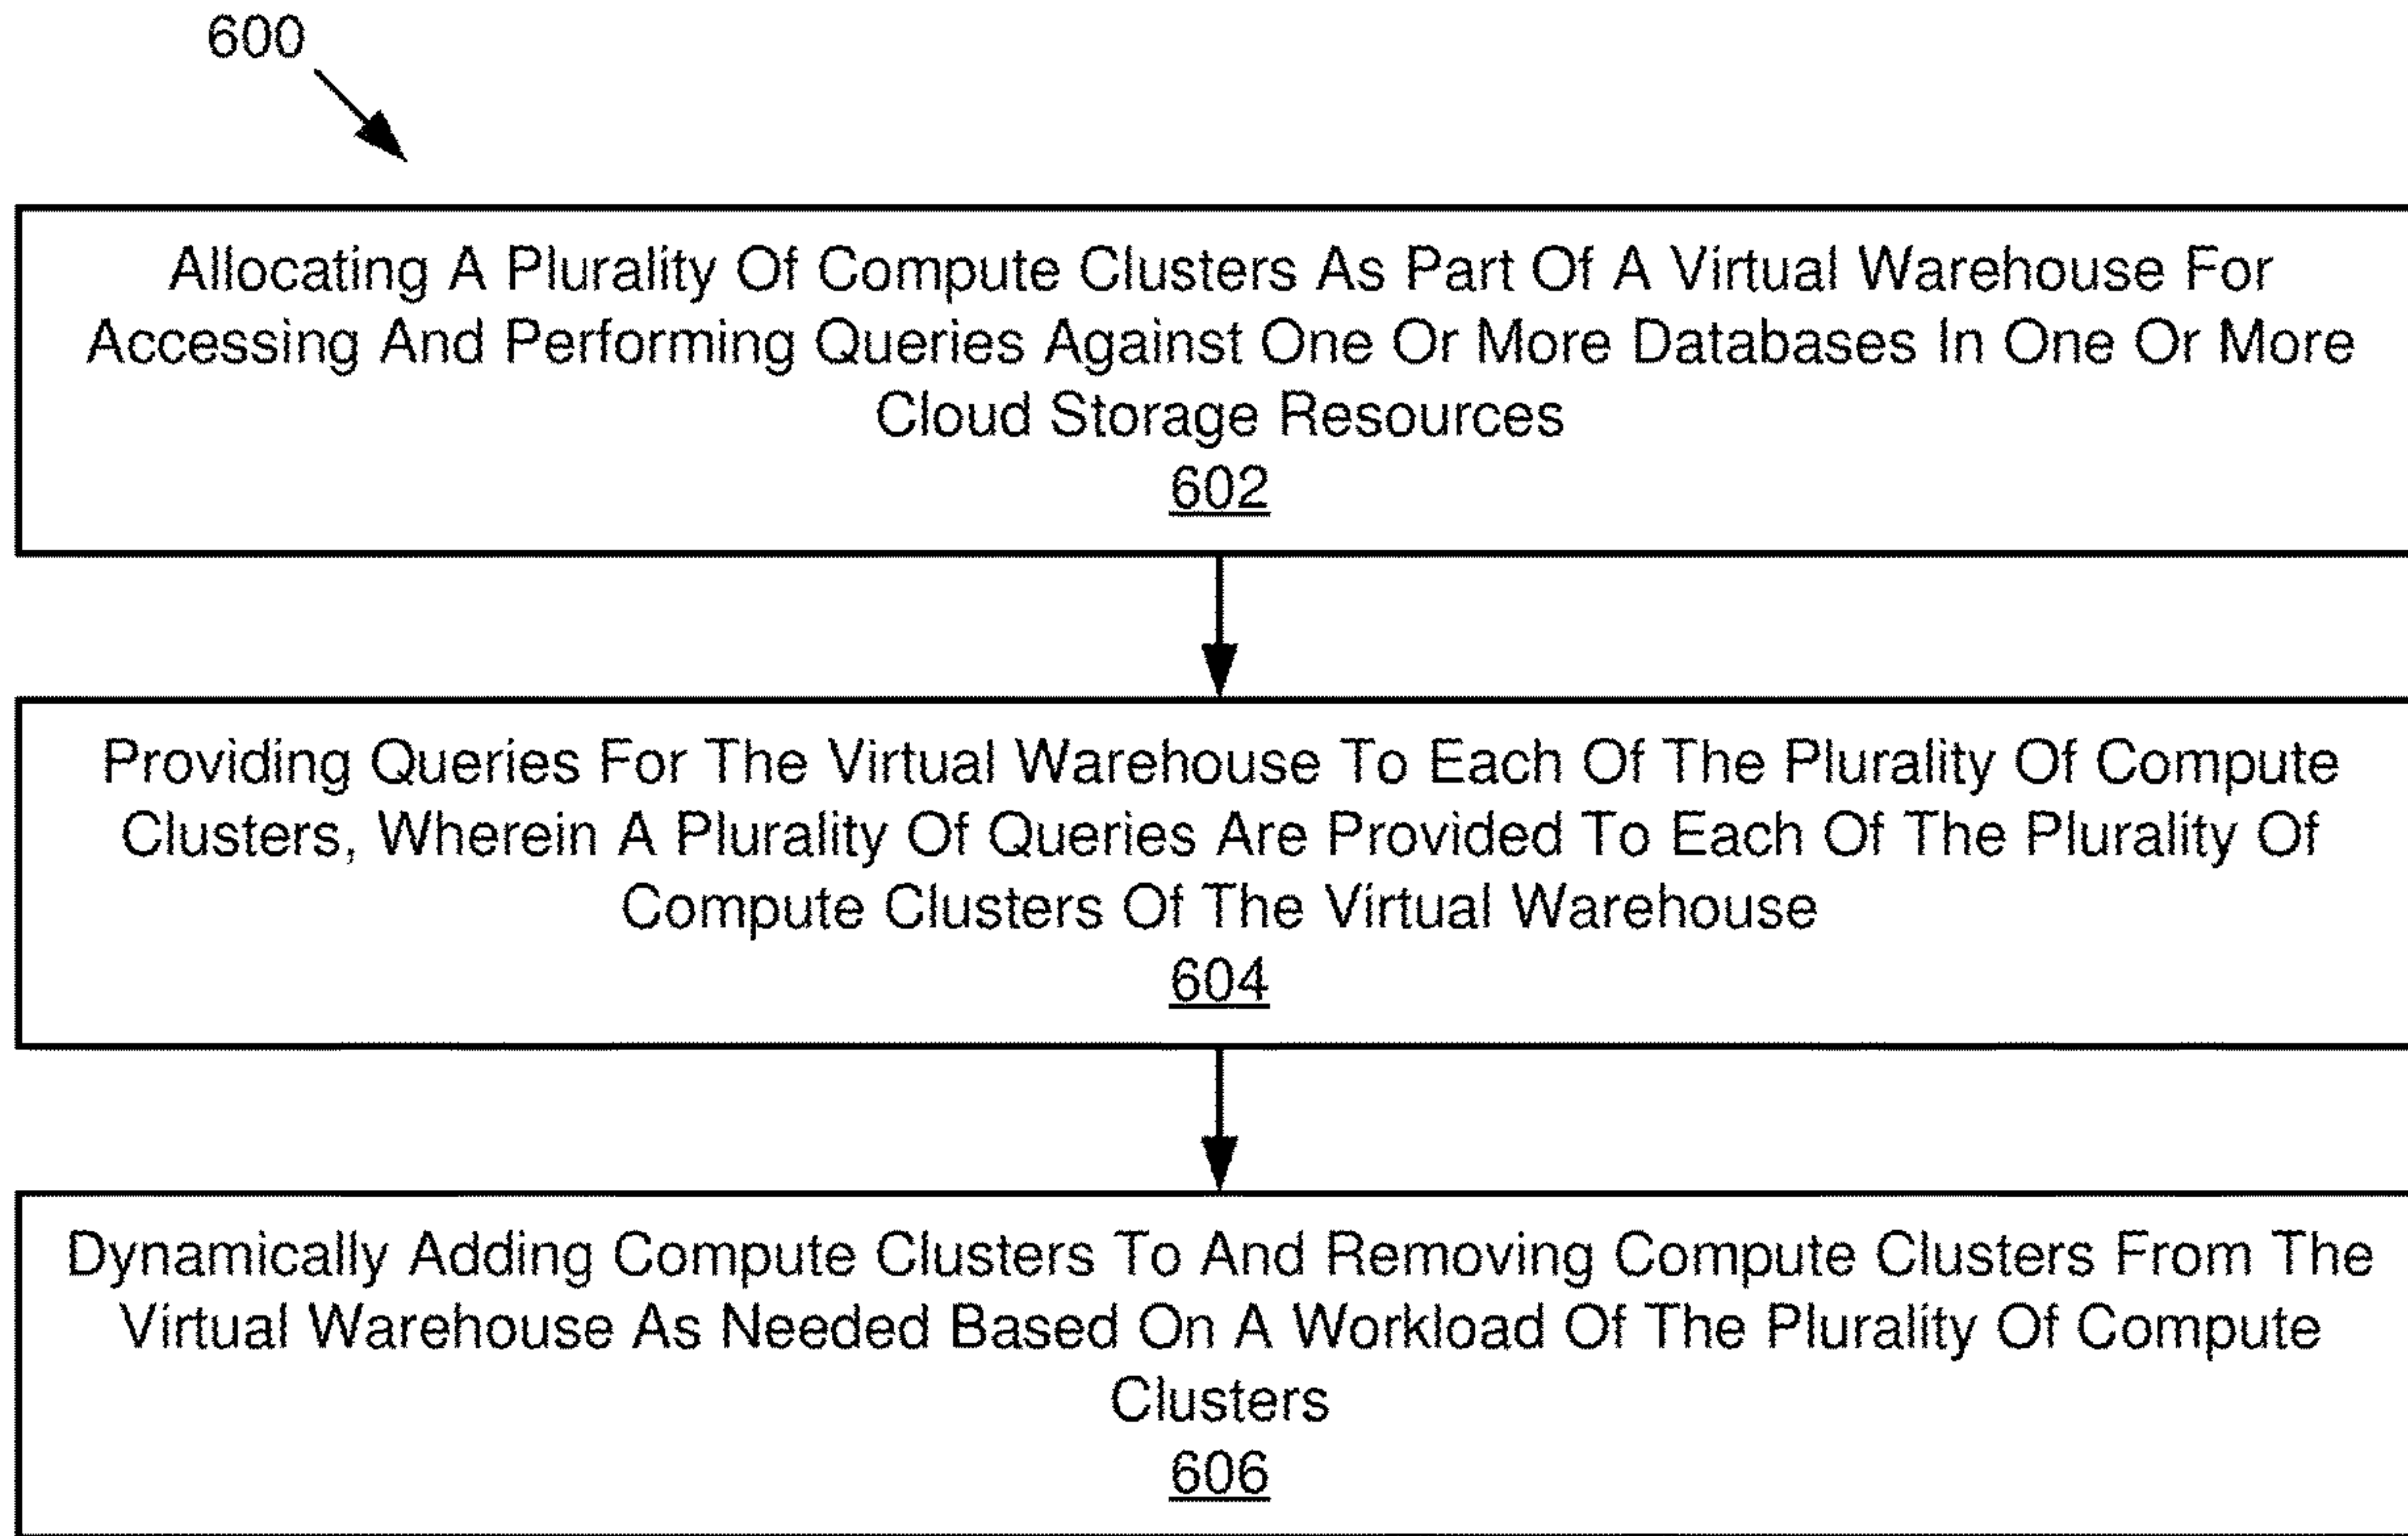 600
Allocating A Plurality Of Compute Clusters As Part Of A Virtual Warehouse For
Accessing And Performing Queries Against One Or More Databases In One Or More
Cloud Storage Resources
602
Providing Queries For The Virtual Warehouse To Each Of The Plurality Of Compute
Clusters, Wherein A Plurality Of Queries Are Provided To Each Of The Plurality Of
Compute Clusters Of The Virtual Warehouse
604
Dynamically Adding Compute Clusters To And Removing Compute Clusters From The
Virtual Warehouse As Needed Based On A Workload Of The Plurality Of Compute
Clusters
606